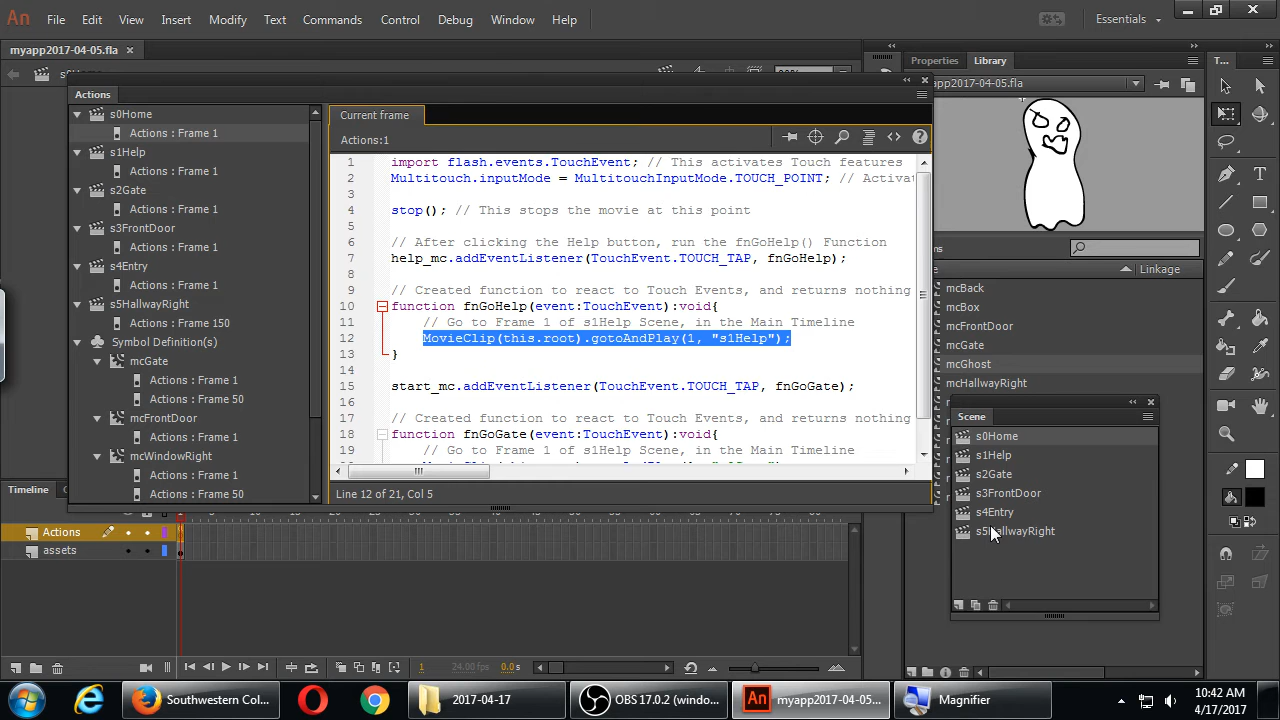 An File Edit View Insert Modify Text Commands Control Debug Window Help Essentials
myapp2017-04-05.fla
Actions
s0Home
Actions : Frame 1
s1Help
Actions : Frame 1
s2Gate
Actions : Frame 1
s3FrontDoor
Actions : Frame 1
s4Entry
Actions : Frame 1
s5HallwayRight
Actions : Frame 150
Symbol Definition(s)
mcGate
Actions : Frame 1
Actions : Frame 50
mcFrontDoor
Actions : Frame 1
mcWindowRight
Actions : Frame 1
Actions : Frame 50
Current frame
Actions:1
1 import flash.events.TouchEvent; // This activates Touch features
2 Multitouch.inputMode = MultitouchInputMode.TOUCH_POINT; // Activat
3
4 stop(); // This stops the movie at this point
5
6 // After clicking the Help button, run the fnGoHelp() Function
7 help_mc.addEventListener(TouchEvent.TOUCH_TAP, fnGoHelp);
8
9 // Created function to react to Touch Events, and returns nothing
10 function fnGoHelp(event:TouchEvent):void{
11 // Go to Frame 1 of s1Help Scene, in the Main Timeline
12 MovieClip(this.root).gotoAndPlay(1, "s1Help");
13 }
14
15 start_mc.addEventListener(TouchEvent.TOUCH_TAP, fnGoGate);
16
17 // Created function to react to Touch Events, and returns nothing
18 function fnGoGate(event:TouchEvent):void{
19 // Go to Frame 1 of s1Help Scene, in the Main Timeline
Line 12 of 21, Col 5
Properties Library
yapp2017-04-05.fla
Linkage
mcBack
mcBox
mcFrontDoor
mcGate
mcGhost
mcHallwayRight
Scene
s0Home
s1Help
s2Gate
s3FrontDoor
s4Entry
s5HallwayRight
Timeline
Actions
assets
1 24.00 fps 0.0 s
Southwestern Col...
2017-04-17
OBS 17.0.2 (windo...
An myapp2017-04-05...
Magnifier
10:42 AM
4/17/2017